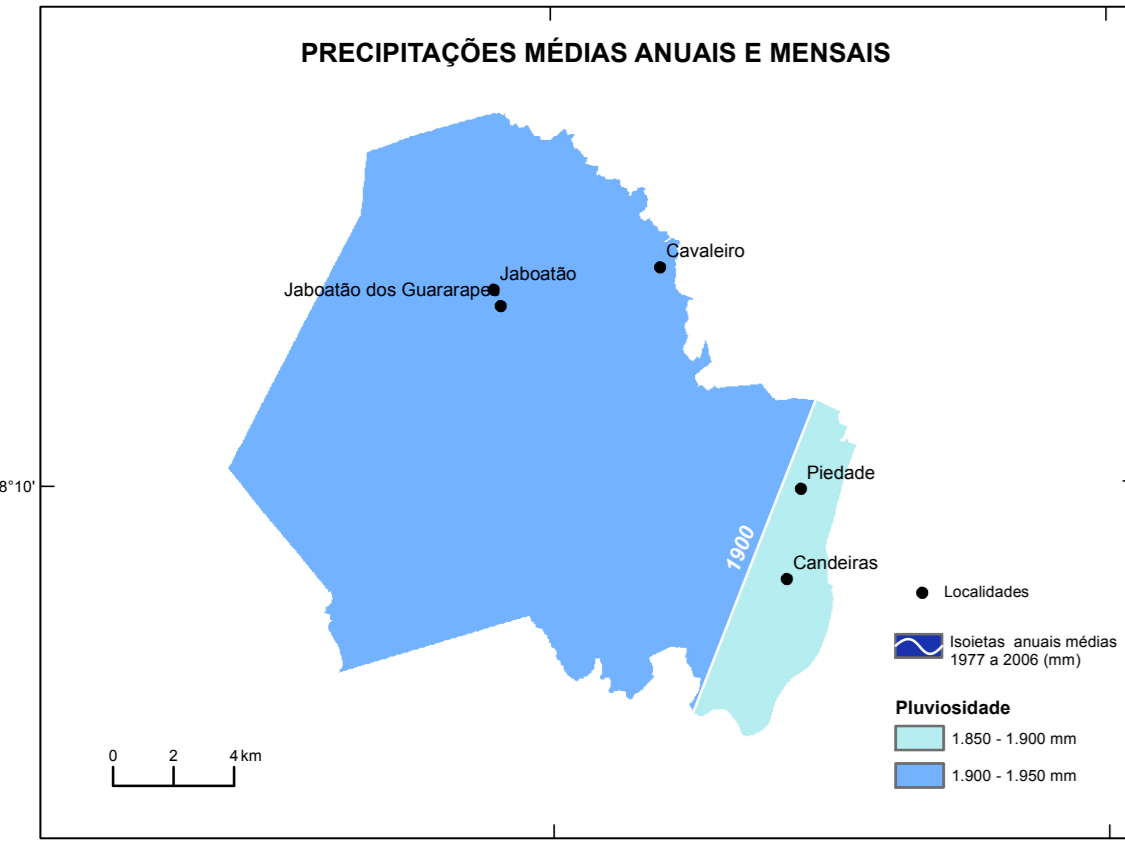 PRECIPITAÇÕES MÉDIAS ANUAIS E MENSAIS
Cavaleiro
Jaboatão
Jaboatão dos Guararapes
8°10'
Piedade
1900
Candeiras
Localidades
Isoietas anuais médias
1977 a 2006 (mm)
Pluviosidade
1.850 - 1.900 mm
1.900 - 1.950 mm
0 2 4 km